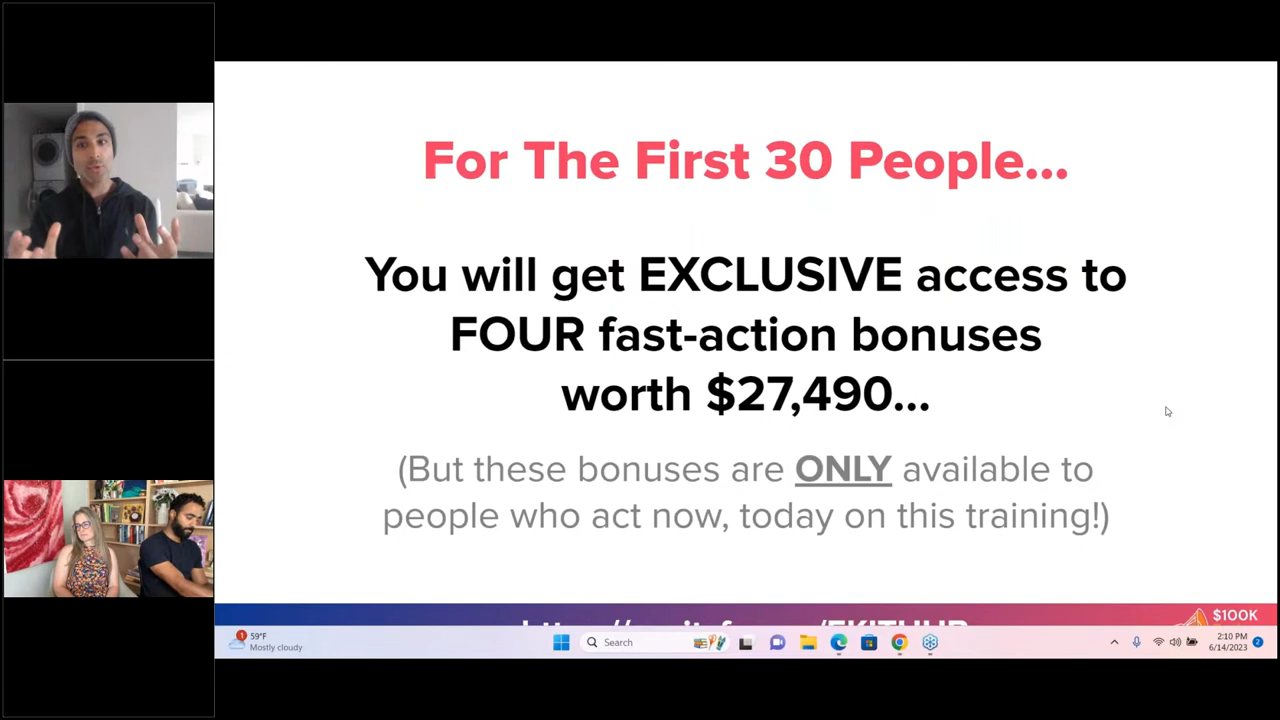 For The First 30 People...
You will get EXCLUSIVE access to
FOUR fast-action bonuses
worth $27,490...
(But these bonuses are ONLY available to
people who act now, today on this training!)
$100K
1
59°F
Mostly cloudy
Search
2:10 PM
6/14/2023
2